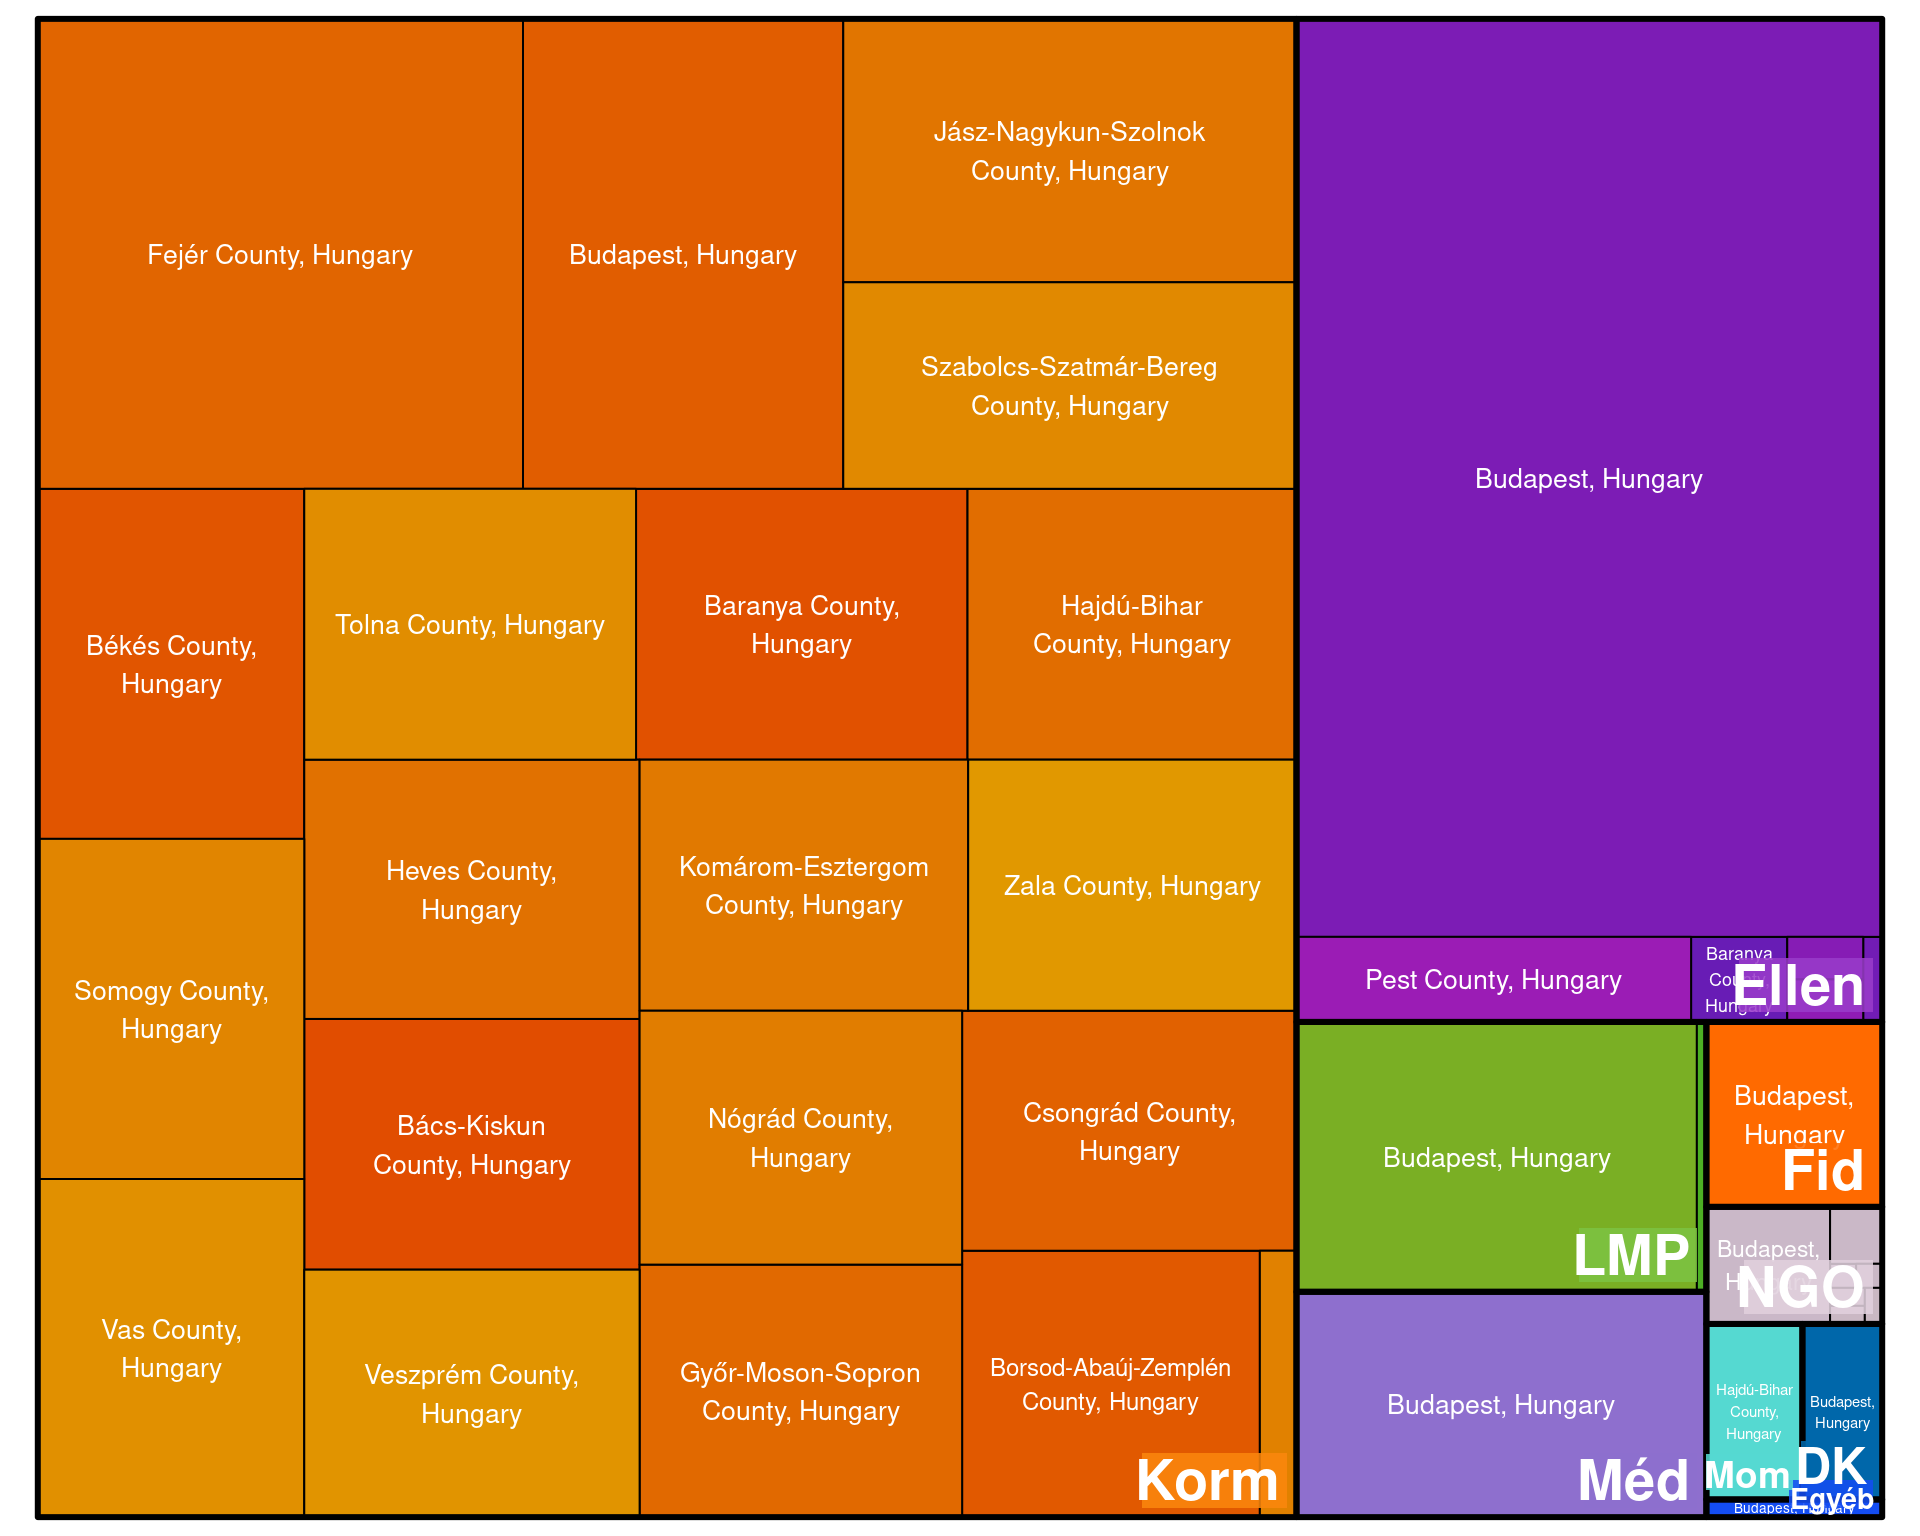 Fejér County, Hungary
Budapest, Hungary
Jász-Nagykun-Szolnok
County, Hungary
Szabolcs-Szatmár-Bereg
County, Hungary
Békés County,
Hungary
Tolna County, Hungary
Baranya County,
Hungary
Hajdú-Bihar
County, Hungary
Somogy County,
Hungary
Heves County,
Hungary
Komárom-Esztergom
County, Hungary
Zala County, Hungary
Bács-Kiskun
County, Hungary
Nógrád County,
Hungary
Csongrád County,
Hungary
Vas County,
Hungary
Veszprém County,
Hungary
Győr-Moson-Sopron
County, Hungary
Borsod-Abaúj-Zemplén
County, Hungary
Korm
Budapest, Hungary
Pest County, Hungary
Baranya
County,
Hungary
Ellen
Budapest, Hungary
LMP
Budapest, Hungary
Méd
Budapest,
Hungary
Fid
Budapest,
NGO
Hajdú-Bihar
County,
Hungary
Mom
Budapest,
Hungary
DK
Budapest, Hungary
Egyéb